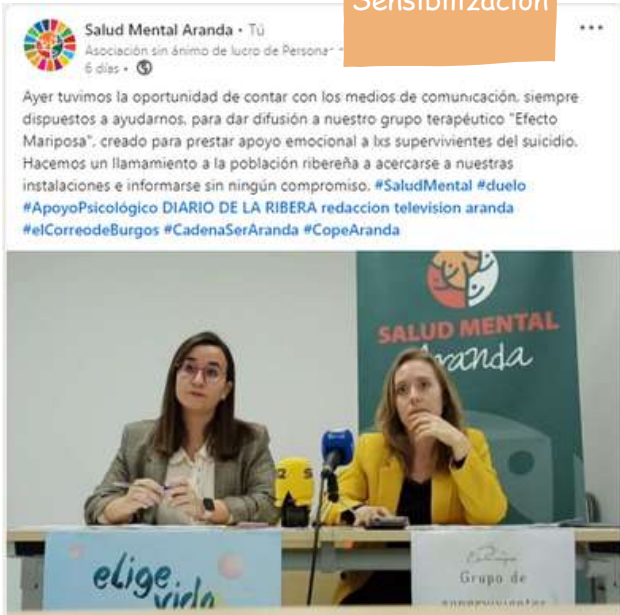 Sensibilización
Salud Mental Aranda • Tú
Asociación sin ánimo de lucro de
6 días •
Ayer tuvimos la oportunidad de contar con los medios de comunicación, siempre
dispuestos a ayudarnos, para dar difusión a nuestro grupo terapéutico "Efecto
Mariposa", creado para prestar apoyo emocional a lxs supervivientes del suicidio.
Hacemos un llamamiento a la población ribereña a acercarse a nuestras
instalaciones e informarse sin ningún compromiso. #SaludMental #duelo
#ApoyoPsicológico DIARIO DE LA RIBERA redaccion television aranda
#elCorreodeBurgos #CadenaSerAranda #CopeAranda
SALUD MENTAL
Aranda
elige
vida
Grupo de
supervivientes